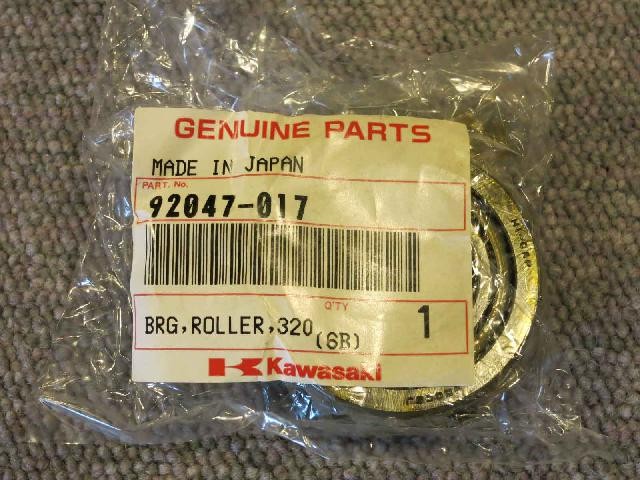 GENUINE PARTS
MADE IN JAPAN
PART. No.
92047-017
Q'TY
BRG,ROLLER,320(6B) 1
Kawasaki